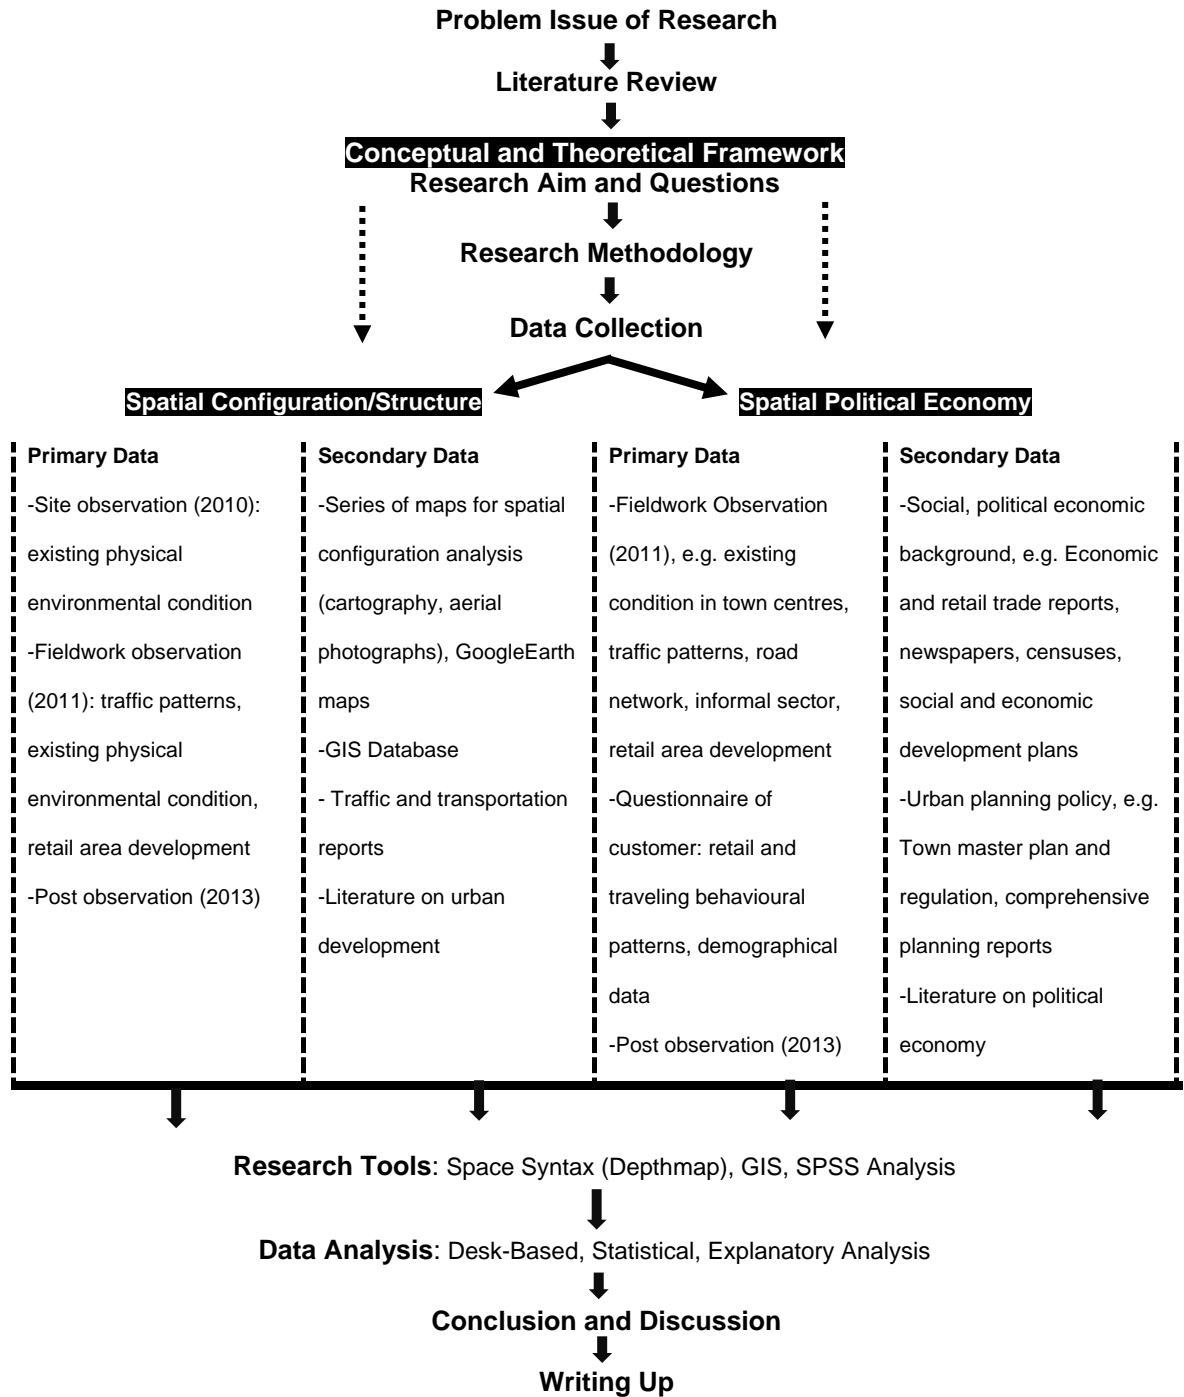 Problem Issue of Research
Literature Review
Conceptual and Theoretical Framework
Research Aim and Questions
Research Methodology
Data Collection
Spatial Configuration/Structure
Spatial Political Economy
Primary Data
-Site observation (2010):
existing physical
environmental condition
-Fieldwork observation
(2011): traffic patterns,
existing physical
environmental condition,
retail area development
-Post observation (2013)
Secondary Data
-Series of maps for spatial
configuration analysis
(cartography, aerial
photographs), GoogleEarth
maps
-GIS Database
- Traffic and transportation
reports
-Literature on urban
development
Primary Data
-Fieldwork Observation
(2011), e.g. existing
condition in town centres,
traffic patterns, road
network, informal sector,
retail area development
-Questionnaire of
customer: retail and
traveling behavioural
patterns, demographical
data
-Post observation (2013)
Secondary Data
-Social, political economic
background, e.g. Economic
and retail trade reports,
newspapers, censuses,
social and economic
development plans
-Urban planning policy, e.g.
Town master plan and
regulation, comprehensive
planning reports
-Literature on political
economy
Research Tools: Space Syntax (Depthmap), GIS, SPSS Analysis
Data Analysis: Desk-Based, Statistical, Explanatory Analysis
Conclusion and Discussion
Writing Up